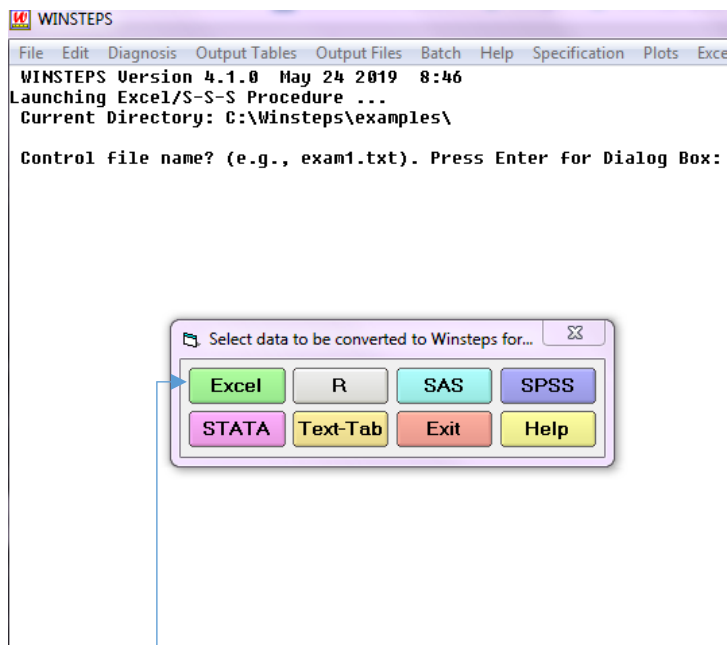 WINSTEPS
File Edit Diagnosis Output Tables Output Files Batch Help Specification Plots Exce
WINSTEPS Version 4.1.0 May 24 2019 8:46
Launching Excel/S-S-S Procedure ...
Current Directory: C:\Winsteps\examples\
Control file name? (e.g., exam1.txt). Press Enter for Dialog Box:
Select data to be converted to Winsteps for...
Excel R SAS SPSS
STATA Text-Tab Exit Help